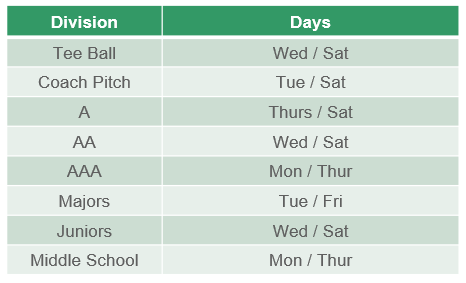 Division Days
Tee Ball Wed / Sat
Coach Pitch Tue / Sat
A Thurs / Sat
AA Wed / Sat
AAA Mon / Thur
Majors Tue / Fri
Juniors Wed / Sat
Middle School Mon / Thur